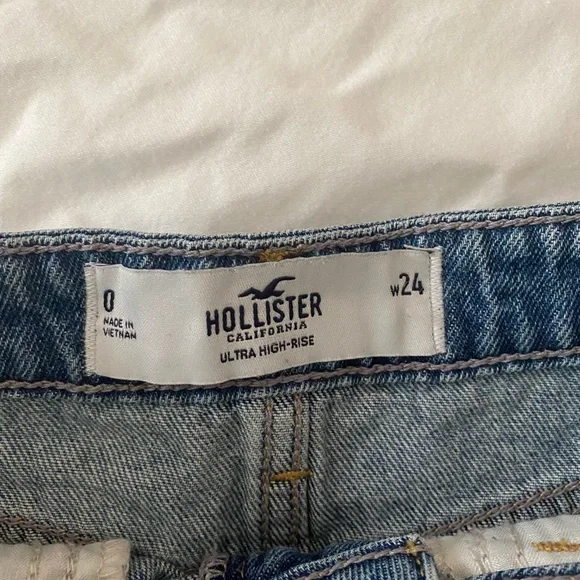 0
MADE IN
VIETNAM
HOLLISTER
CALIFORNIA
ULTRA HIGH-RISE
W24